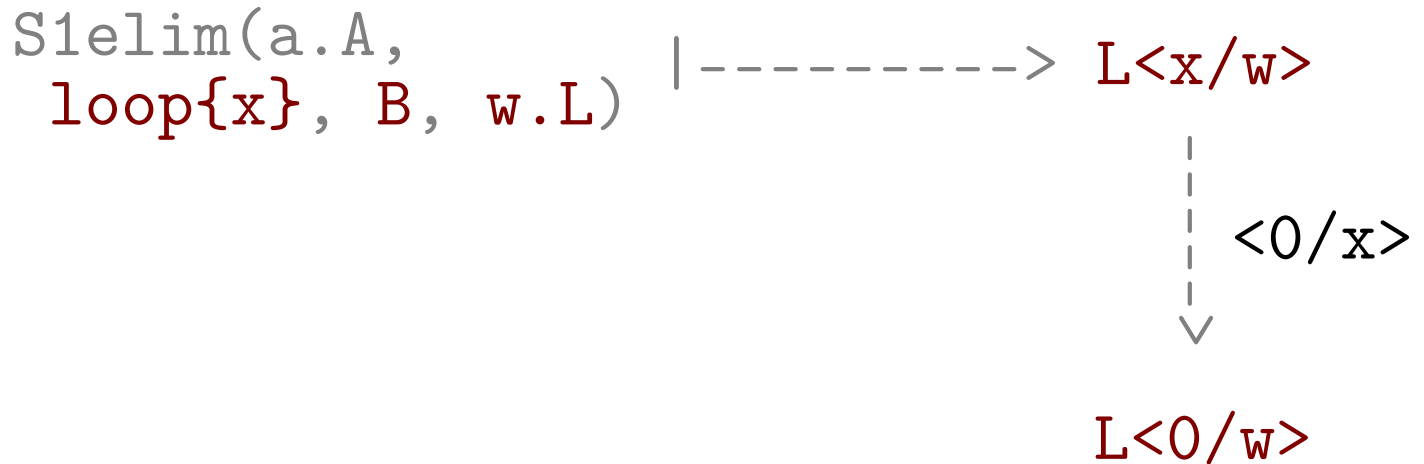 S1elim(a.A,
loop{x}, B, w.L)
|---------> L<x/w>
<0/x>
L<0/w>